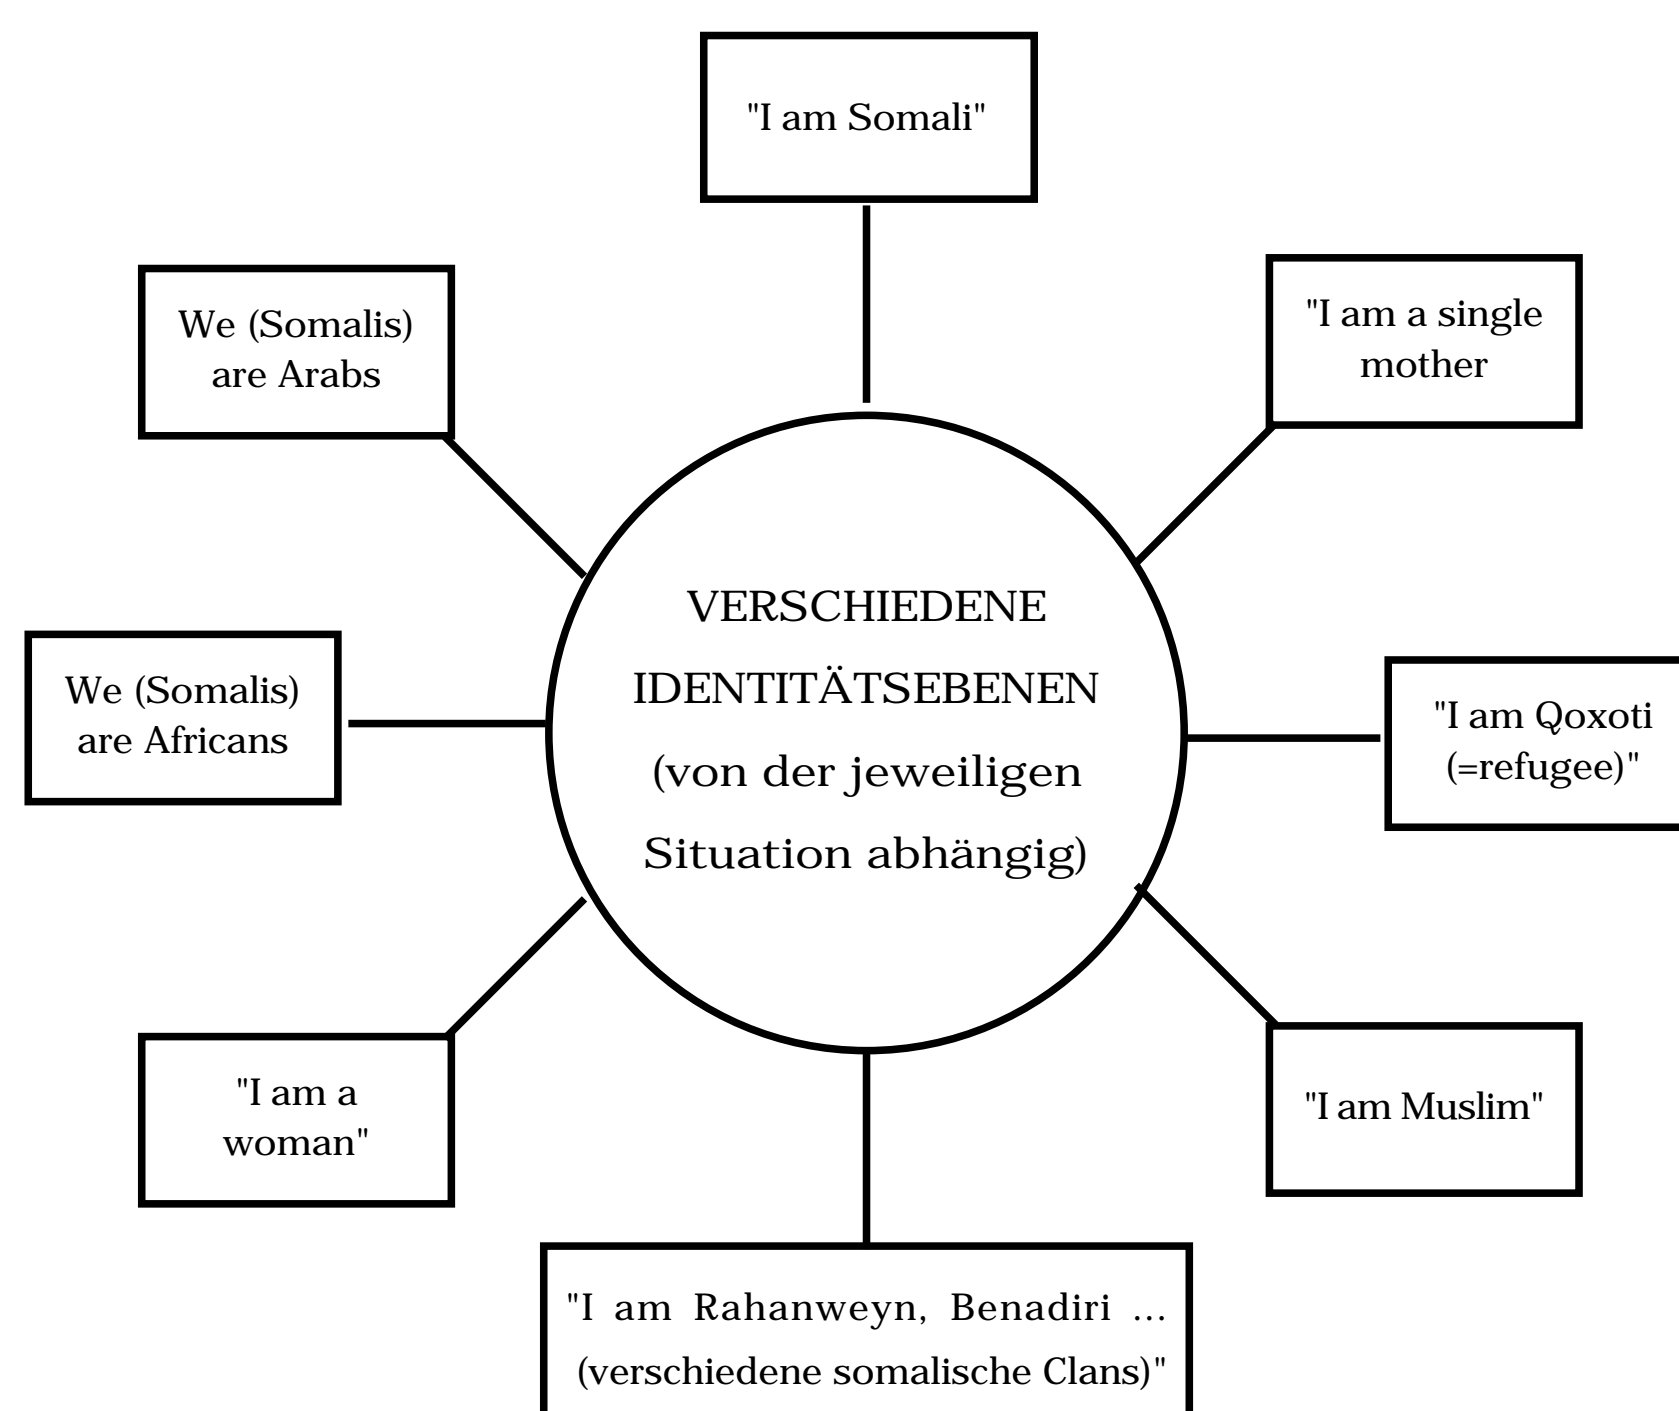 "I am Somali"
We (Somalis)
are Arabs
"I am a single
mother
VERSCHIEDENE
IDENTITÄTSEBENEN
(von der jeweiligen
Situation abhängig)
We (Somalis)
are Africans
"I am Qoxoti
(=refugee)"
"I am a
woman"
"I am Muslim"
"I am Rahanweyn, Benadiri ...
(verschiedene somalische Clans)"